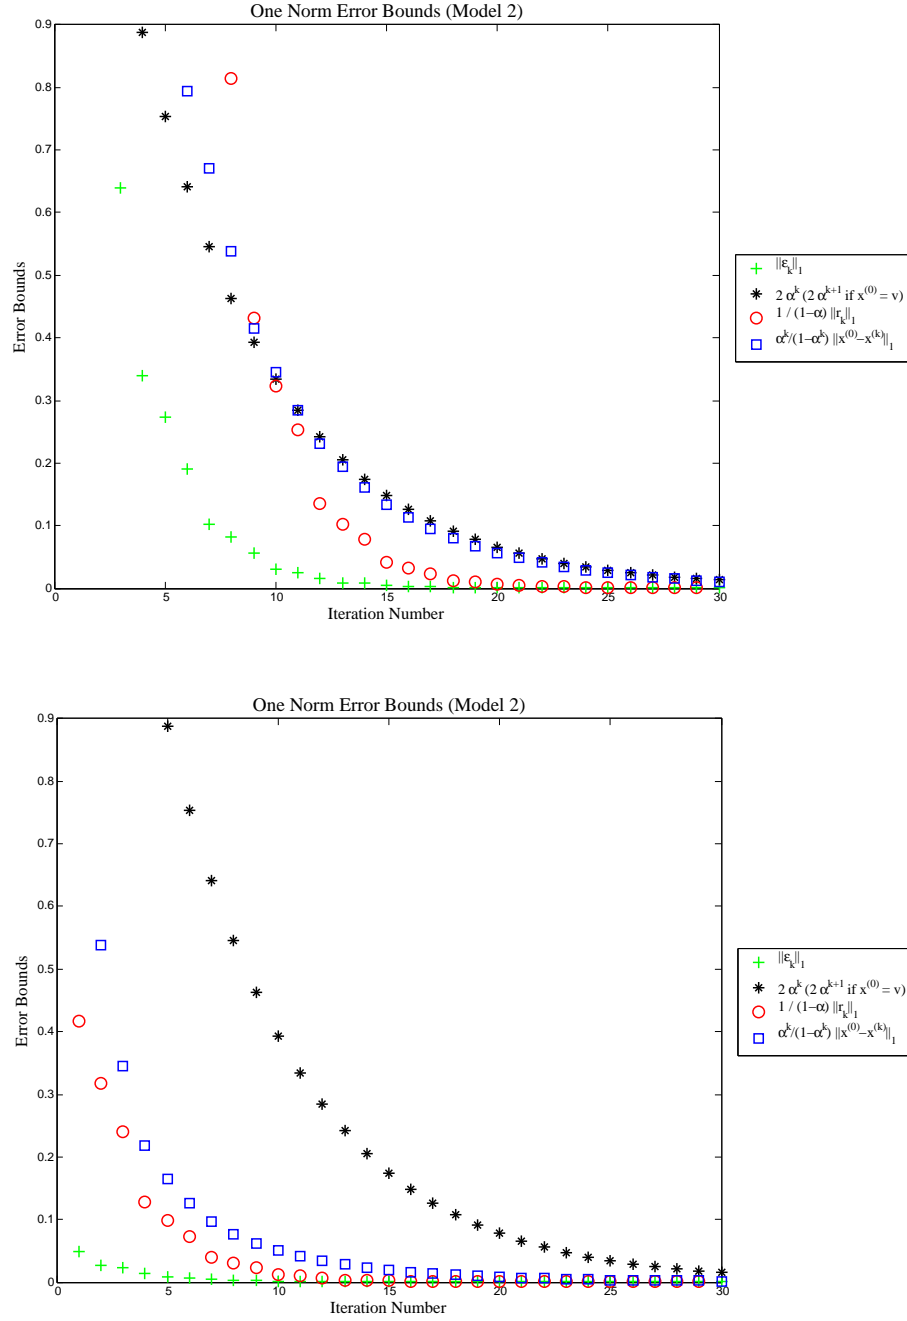 One Norm Error Bounds (Model 2)
0.9
0.8
0.7
0.6
0.5
0.4
0.3
0.2
0.1
0
Error Bounds
0 5 10 15 20 25 30
Iteration Number
||ε_k||_1
2 α^k (2 α^{k+1} if x^{(0)} = v)
1 / (1−α) ||r_k||_1
α^k/(1−α^k) ||x^{(0)}−x^{(k)}||_1
One Norm Error Bounds (Model 2)
0.9
0.8
0.7
0.6
0.5
0.4
0.3
0.2
0.1
0
Error Bounds
0 5 10 15 20 25 30
Iteration Number
||ε_k||_1
2 α^k (2 α^{k+1} if x^{(0)} = v)
1 / (1−α) ||r_k||_1
α^k/(1−α^k) ||x^{(0)}−x^{(k)}||_1